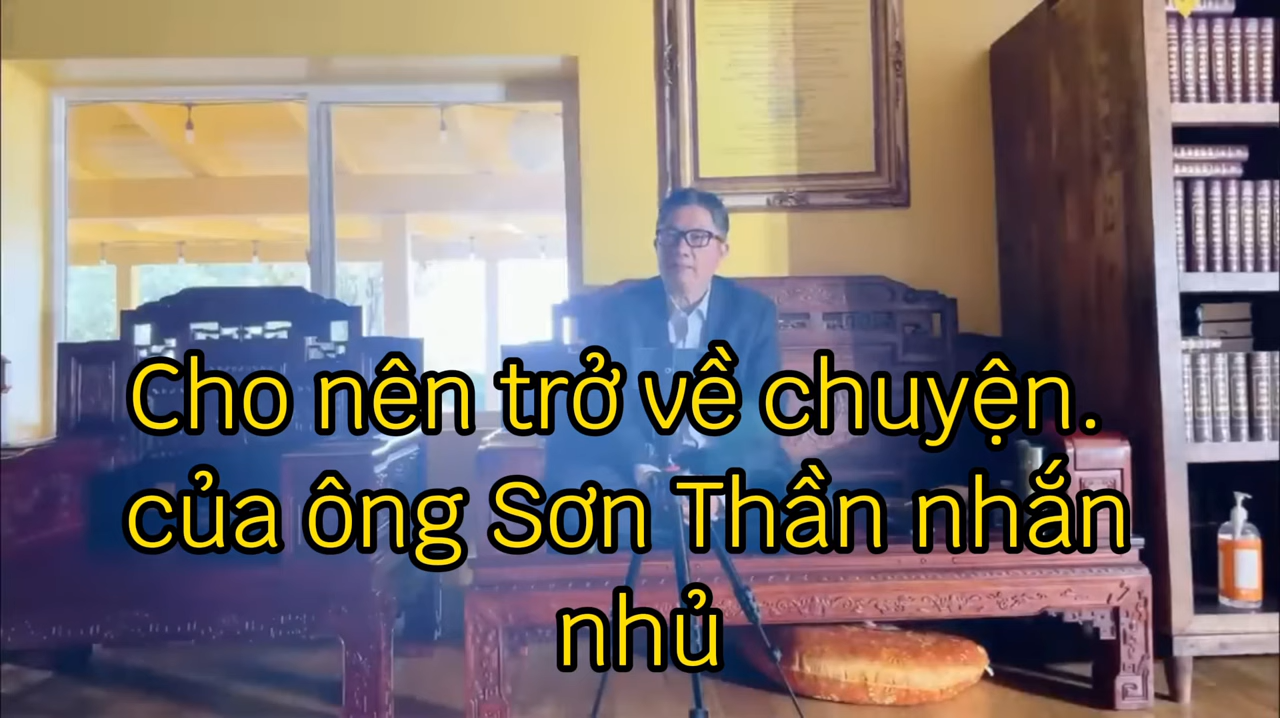 Cho nên trở về chuyện.
của ông Sơn Thần nhắn
nhủ